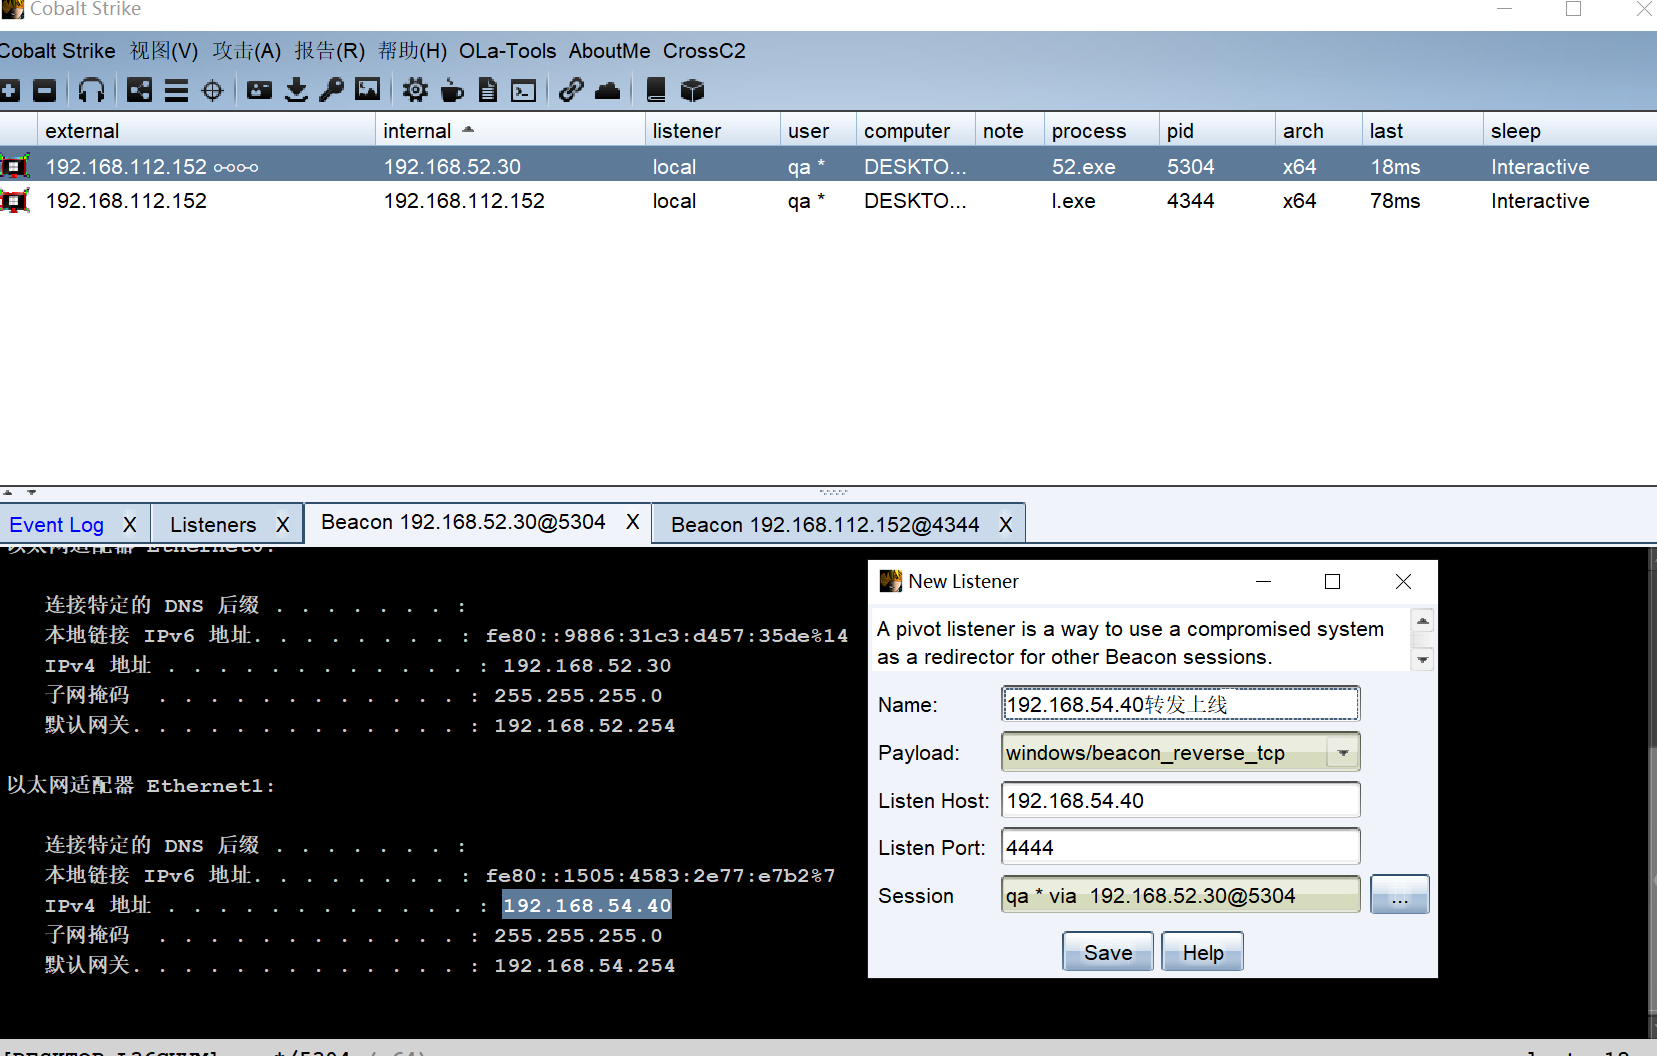 Cobalt Strike
Cobalt Strike 视图(V) 攻击(A) 报告(R) 帮助(H) OLa-Tools AboutMe CrossC2
external internal listener user computer note process pid arch last sleep
192.168.112.152 192.168.52.30 local qa * DESKTO... 52.exe 5304 x64 18ms Interactive
192.168.112.152 192.168.112.152 local qa * DESKTO... l.exe 4344 x64 78ms Interactive
Event Log X Listeners X Beacon 192.168.52.30@5304 X Beacon 192.168.112.152@4344 X
以太网适配器 Ethernet0:
连接特定的 DNS 后缀 . . . . . . . :
本地链接 IPv6 地址. . . . . . . . : fe80::9886:31c3:d457:35de%14
IPv4 地址 . . . . . . . . . . . . : 192.168.52.30
子网掩码 . . . . . . . . . . . . : 255.255.255.0
默认网关. . . . . . . . . . . . . : 192.168.52.254
以太网适配器 Ethernet1:
连接特定的 DNS 后缀 . . . . . . . :
本地链接 IPv6 地址. . . . . . . . : fe80::1505:4583:2e77:e7b2%7
IPv4 地址 . . . . . . . . . . . . : 192.168.54.40
子网掩码 . . . . . . . . . . . . : 255.255.255.0
默认网关. . . . . . . . . . . . . : 192.168.54.254
New Listener
A pivot listener is a way to use a compromised system
as a redirector for other Beacon sessions.
Name: 192.168.54.40转发上线
Payload: windows/beacon_reverse_tcp
Listen Host: 192.168.54.40
Listen Port: 4444
Session qa * via 192.168.52.30@5304 ...
Save Help